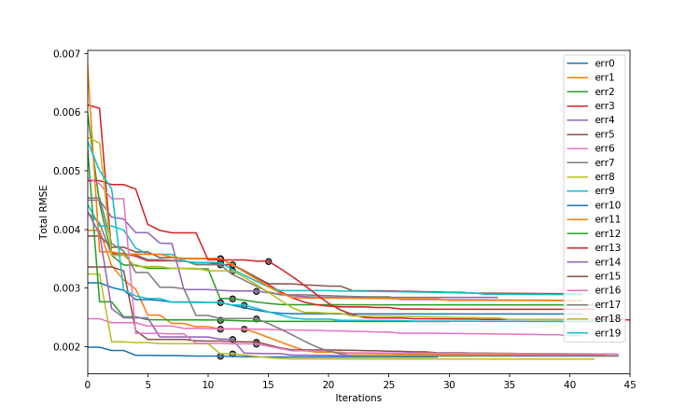 0.007
0.006
0.005
0.004
0.003
0.002
Total RMSE
0
5
10
15
20
25
30
35
40
45
Iterations
err0
err1
err2
err3
err4
err5
err6
err7
err8
err9
err10
err11
err12
err13
err14
err15
err16
err17
err18
err19